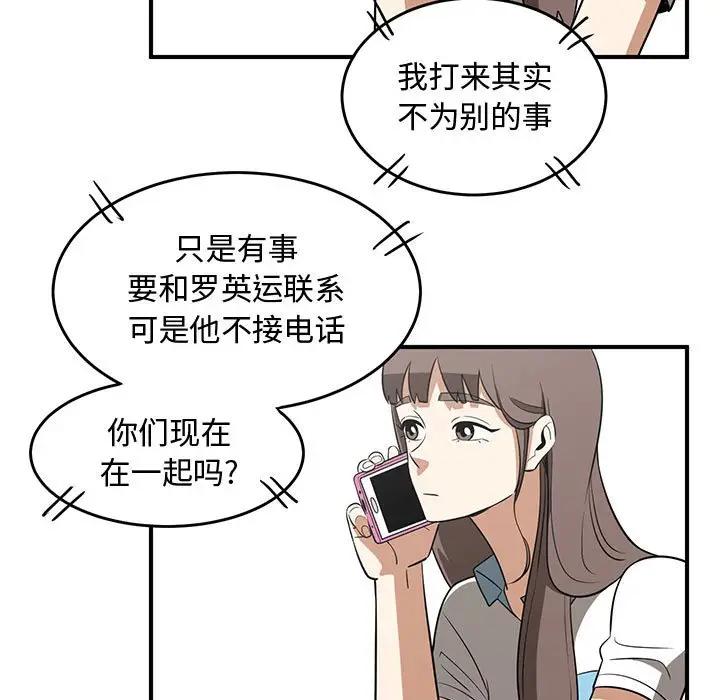 我打来其实
不为别的事
只是有事
要和罗英运联系
可是他不接电话
你们现在
在一起吗?